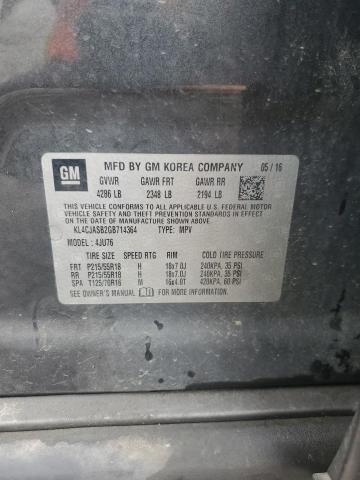 GM
MFD BY GM KOREA COMPANY 05/16
GVWR GAWR FRT GAWR RR
4286 LB 2348 LB 2194 LB
THIS VEHICLE CONFORMS TO ALL APPLICABLE U.S. FEDERAL MOTOR
VEHICLE SAFETY AND THEFT PREVENTION STANDARDS IN EFFECT ON
THE DATE OF MANUFACTURE SHOWN ABOVE.
KL4CJASB2GB714364 TYPE: MPV
MODEL: 4JU76
TIRE SIZE SPEED RTG RIM COLD TIRE PRESSURE
FRT P215/55R18 H 18x7.0J 240KPA, 35 PSI
RR P215/55R18 H 18x7.0J 240KPA, 35 PSI
SPA T125/70R16 M 16x4.0T 420KPA, 60 PSI
SEE OWNER'S MANUAL FOR MORE INFORMATION